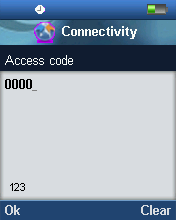 Connectivity
Access code
0000_
123
Ok Clear